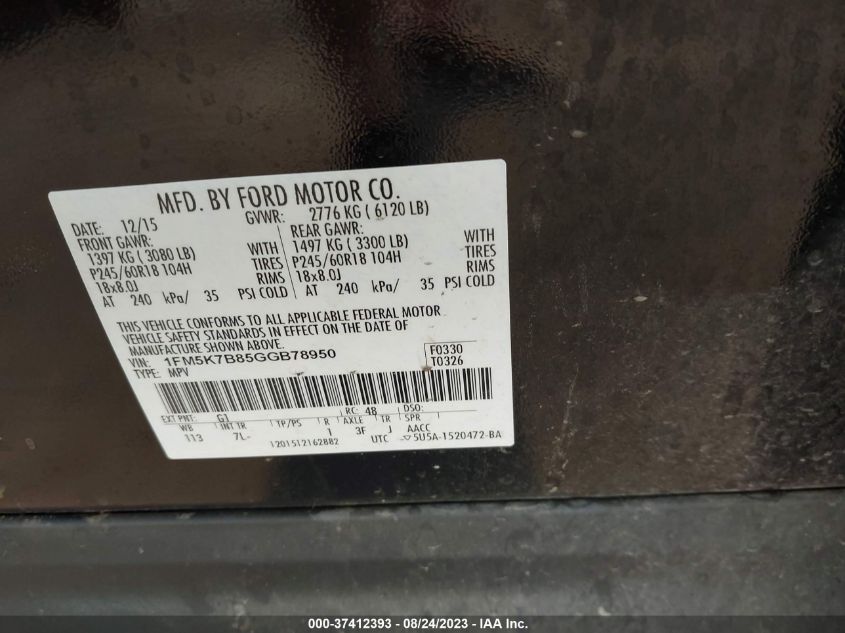 MFD. BY FORD MOTOR CO.
DATE: 12/15 GVWR: 2776 KG ( 6120 LB)
FRONT GAWR: REAR GAWR:
1397 KG ( 3080 LB) WITH 1497 KG ( 3300 LB) WITH
P245/60R18 104H TIRES P245/60R18 104H TIRES
18x8.0J RIMS 18x8.0J RIMS
AT 240 kPa/ 35 PSI COLD AT 240 kPa/ 35 PSI COLD
THIS VEHICLE CONFORMS TO ALL APPLICABLE FEDERAL MOTOR
VEHICLE SAFETY STANDARDS IN EFFECT ON THE DATE OF
MANUFACTURE SHOWN ABOVE.
VIN: 1FM5K7B85GGB78950 F0330
TYPE: MPV T0326
EXT PNT: G1 RC: 48 DSO:
WB INT TR TP/PS R AXLE TR SPR
113 7L- 1 3F J AACC
1201512162882 UTC ▽5U5A-1520472-BA
000-37412393 - 08/24/2023 - Copyright IAA, Inc.